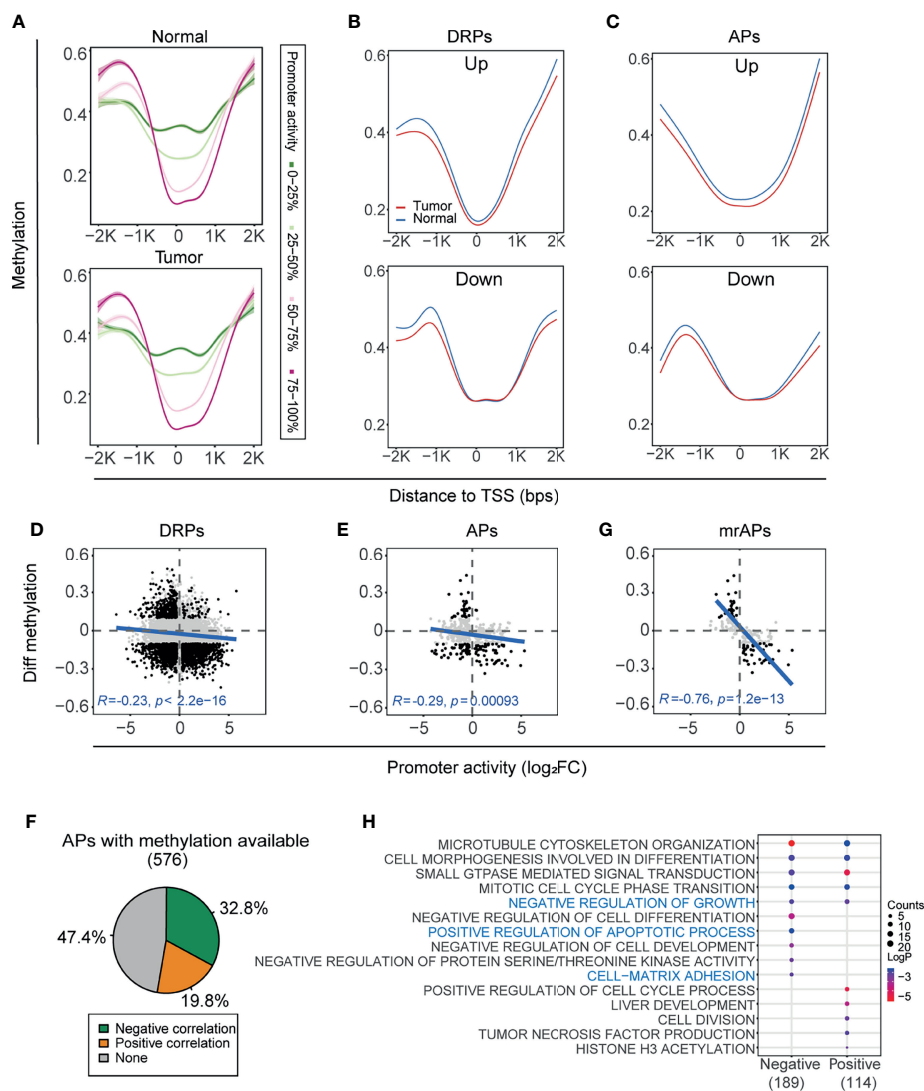 A
B
C
Normal
DRPs
APs
Up
Up
0.6
0.6
0.4
0.4
0.4
0.2
0.2
0.2
Tumor
Normal
−2K −1K 0 1K 2K
−2K −1K 0 1K 2K
−2K −1K 0 1K 2K
Methylation
Promoter activity
0−25%
25−50%
50−75%
75−100%
Tumor
Down
Down
0.6
0.6
0.6
0.4
0.4
0.4
0.2
0.2
0.2
−2K −1K 0 1K 2K
−2K −1K 0 1K 2K
−2K −1K 0 1K 2K
Distance to TSS (bps)
D
DRPs
E
APs
G
mrAPs
Diff methylation
0.6
0.3
0
−0.3
−0.6
R=-0.23, p< 2.2e−16
−5 0 5
0.6
0.3
0
−0.3
−0.6
R=-0.29, p=0.00093
−5 0 5
0.6
0.3
0
−0.3
−0.6
R=-0.76, p=1.2e−13
−5 0 5
Promoter activity (log₂FC)
F
APs with methylation available
(576)
32.8%
47.4%
19.8%
Negative correlation
Positive correlation
None
H
MICROTUBULE CYTOSKELETON ORGANIZATION
CELL MORPHOGENESIS INVOLVED IN DIFFERENTIATION
SMALL GTPASE MEDIATED SIGNAL TRANSDUCTION
MITOTIC CELL CYCLE PHASE TRANSITION
NEGATIVE REGULATION OF GROWTH
NEGATIVE REGULATION OF CELL DIFFERENTIATION
POSITIVE REGULATION OF APOPTOTIC PROCESS
NEGATIVE REGULATION OF CELL DEVELOPMENT
NEGATIVE REGULATION OF PROTEIN SERINE/THREONINE KINASE ACTIVITY
CELL−MATRIX ADHESION
POSITIVE REGULATION OF CELL CYCLE PROCESS
LIVER DEVELOPMENT
CELL DIVISION
TUMOR NECROSIS FACTOR PRODUCTION
HISTONE H3 ACETYLATION
Negative Positive
(189) (114)
Counts
5
10
15
20
LogP
−3
−5